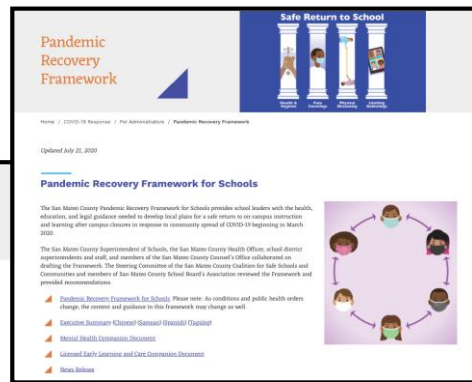 Pandemic
Recovery
Framework
Safe Return to School
Health &
Hygiene
Face
Coverings
Physical
Distancing
Limiting
Gatherings
Home / COVID-19 Response / For Administrators / Pandemic Recovery Framework
Updated July 21, 2020
Pandemic Recovery Framework for Schools
The San Mateo County Pandemic Recovery Framework for Schools provides school leaders with the health,
education, and legal guidance needed to develop local plans for a safe return to on-campus instruction
and learning after campus closures in response to community spread of COVID-19 beginning in March
2020.
The San Mateo County Superintendent of Schools, the San Mateo County Health Officer, school district
superintendents and staff, and members of the San Mateo County Counsel's Office collaborated on
drafting the Framework. The Steering Committee of the San Mateo County Coalition for Safe Schools and
Communities and members of San Mateo County School Board's Association reviewed the Framework and
provided recommendations.
Pandemic Recovery Framework for Schools Please note: As conditions and public health orders
change, the content and guidance in this framework may change as well.
Executive Summary (Chinese) (Samoan) (Spanish) (Tagalog)
Mental Health Companion Document
Licensed Early Learning and Care Companion Document
News Release